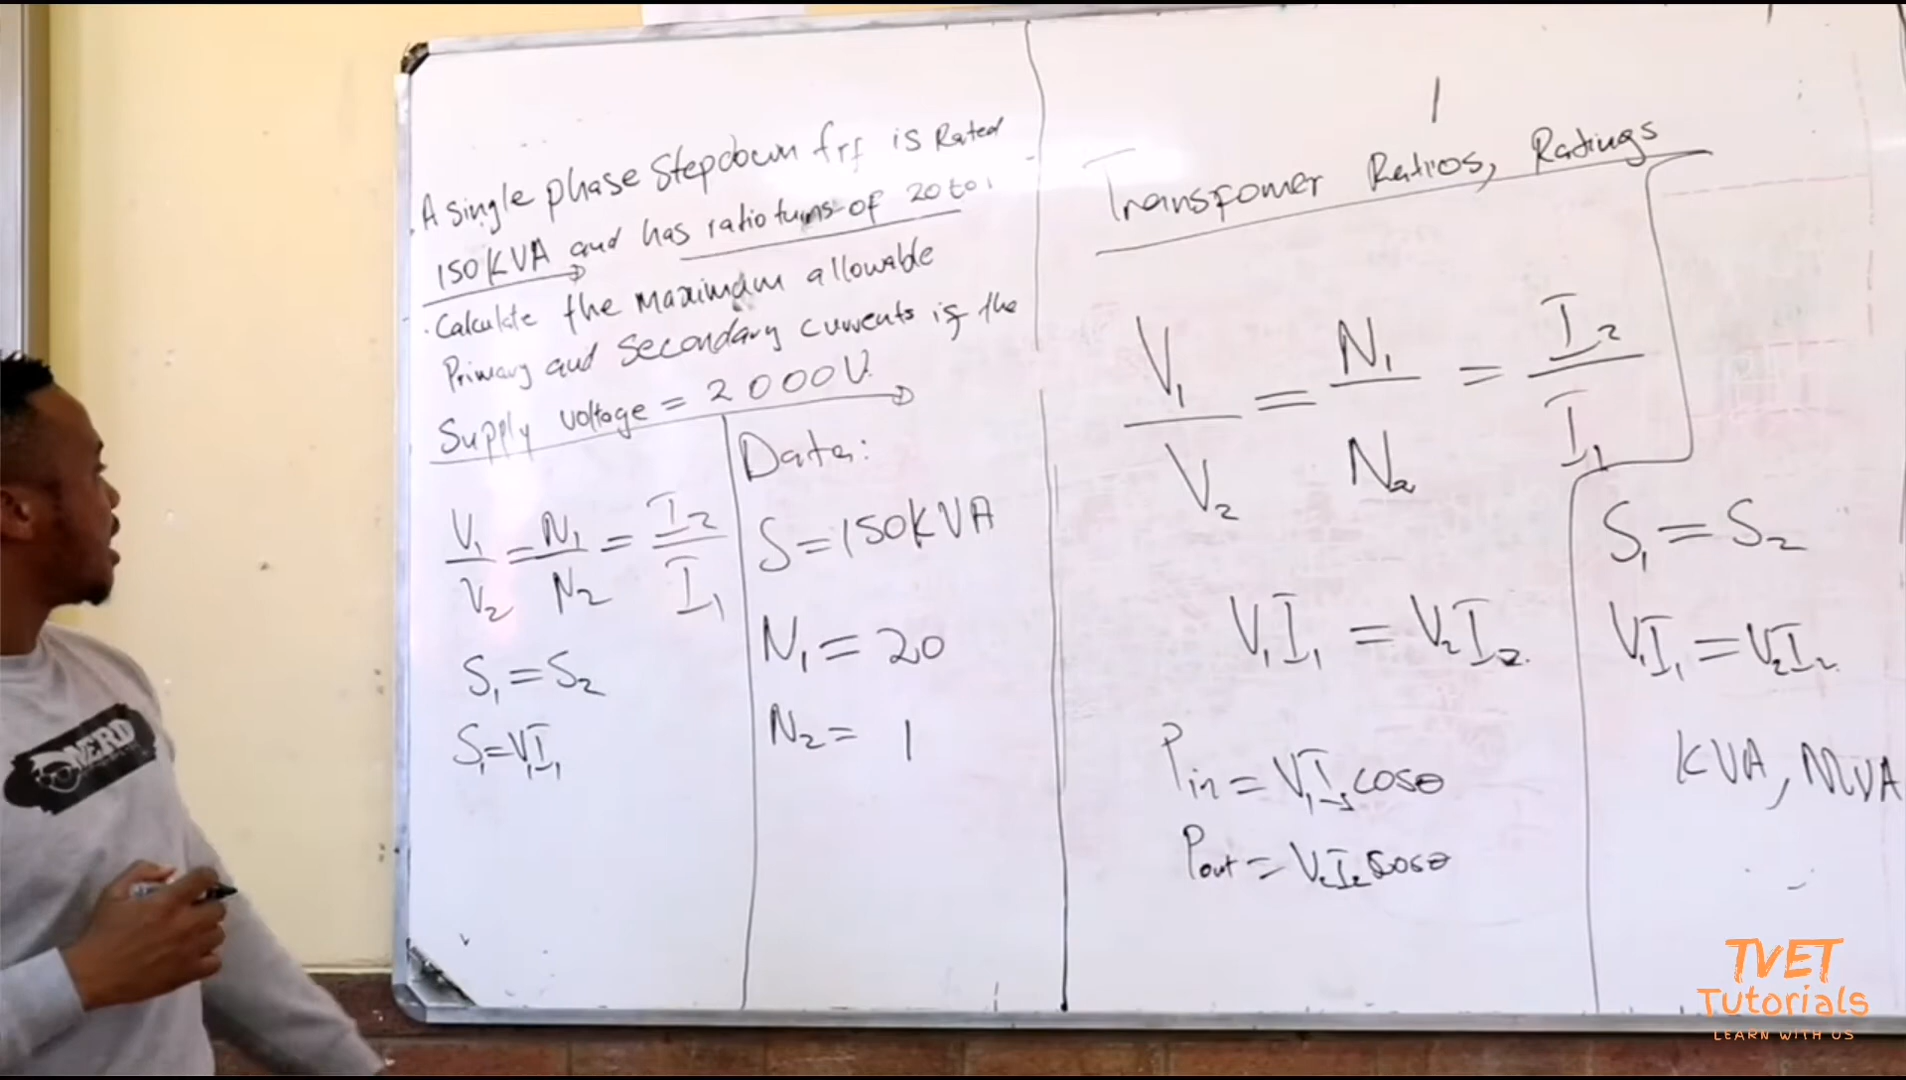 A single phase Stepdown frf is Rated
150KVA and has ratio turns of 20 to 1
. Calculate the maximum allowable
Primary and Secondary currents if the
Supply voltage = 2000V.
V₁/V₂ = N₁/N₂ = I₂/I₁
S₁ = S₂
S₁ = V₁I₁
Data:
S = 150KVA
N₁ = 20
N₂ = 1
Transfomer Ratios, Ratings
V₁/V₂ = N₁/N₂ = I₂/I₁
V₁I₁ = V₂I₂.
Pin = V₁I₁ cosθ
Pout = V₂I₂ cosθ
S₁ = S₂
V₁I₁ = V₂I₂.
KVA, MVA
NERD
TVET
Tutorials
LEARN WITH US